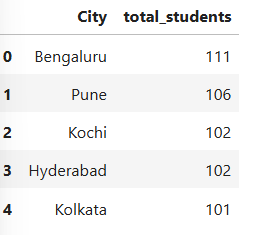 City total_students
0 Bengaluru 111
1 Pune 106
2 Kochi 102
3 Hyderabad 102
4 Kolkata 101